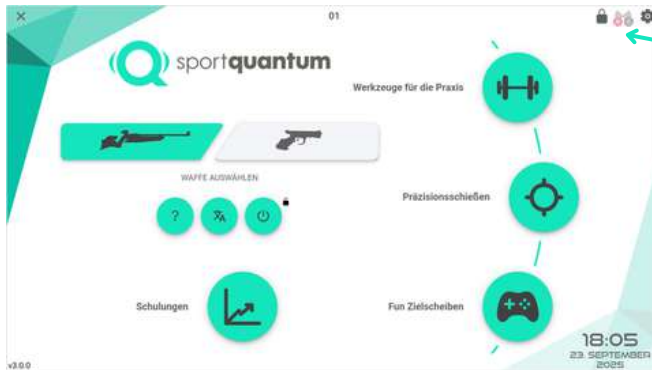 01
sportquantum
Werkzeuge für die Praxis
WAFFE AUSWÄHLEN
Präzisionsschießen
?
Schulungen
Fun Zielscheiben
18:05
23. SEPTEMBER
2025
v3.0.0